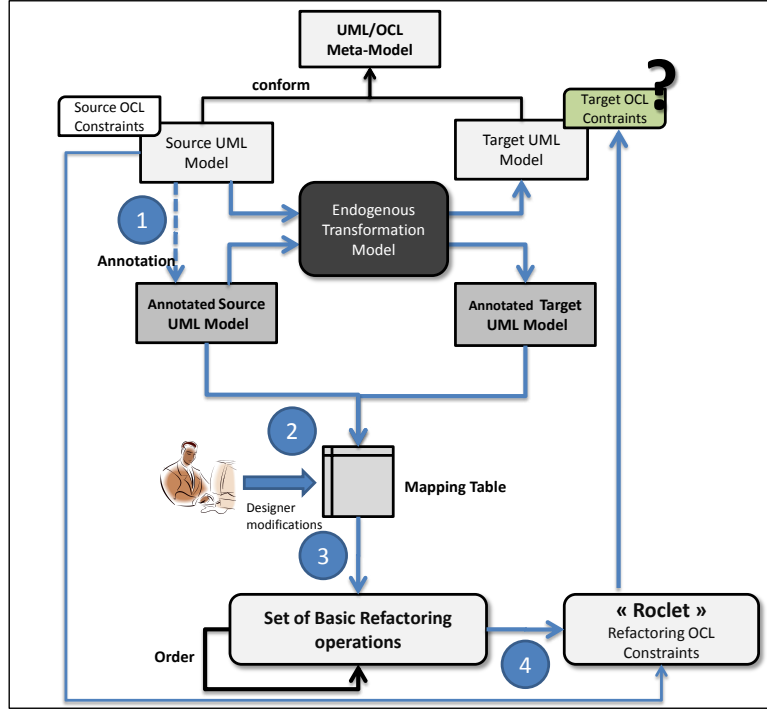 UML/OCL
Meta-Model
conform
Source OCL
Constraints
Source UML
Model
Target OCL
Contraints
?
Target UML
Model
Endogenous
Transformation
Model
1
Annotation
Annotated Source
UML Model
Annotated Target
UML Model
2
Mapping Table
Designer
modifications
3
Set of Basic Refactoring
operations
Order
4
« Roclet »
Refactoring OCL
Constraints